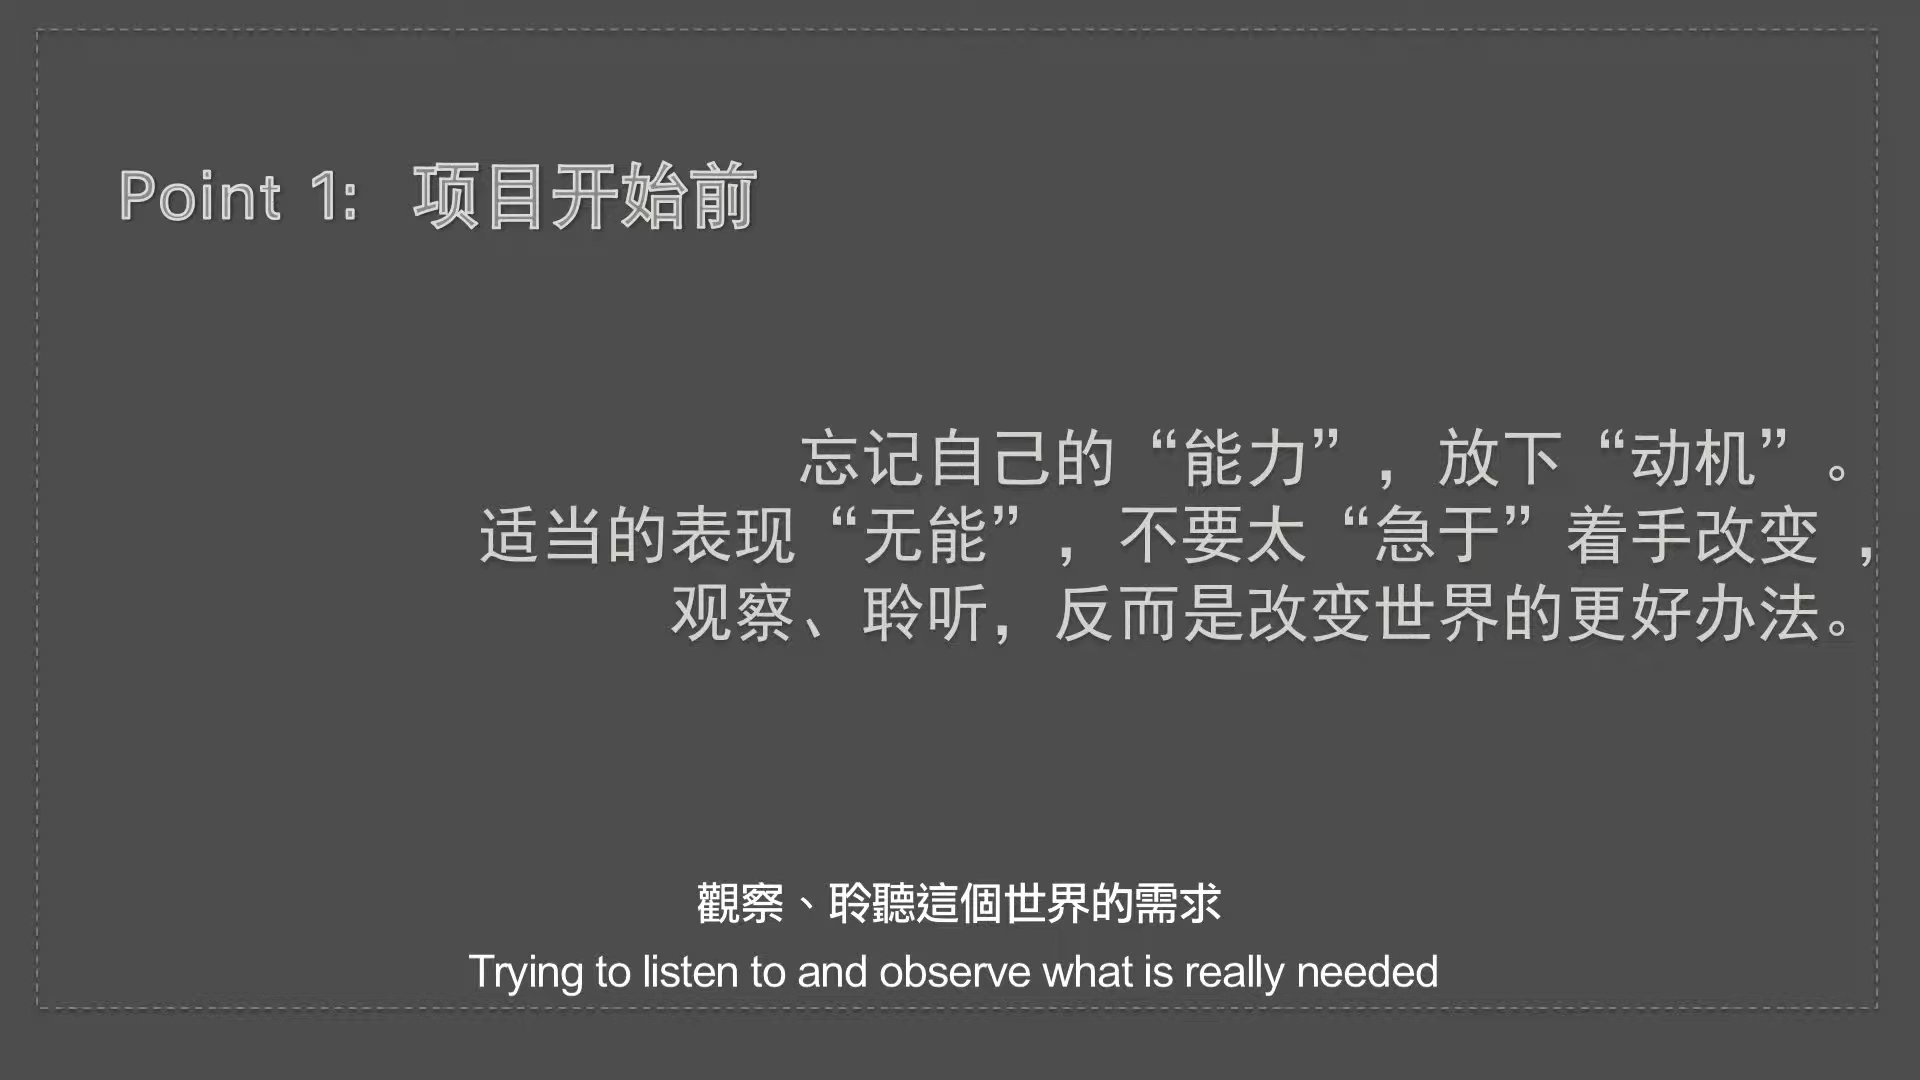 Point 1: 项目开始前
忘记自己的“能力”，放下“动机”。
适当的表现“无能”，不要太“急于”着手改变，
观察、聆听，反而是改变世界的更好办法。
觀察、聆聽這個世界的需求
Trying to listen to and observe what is really needed